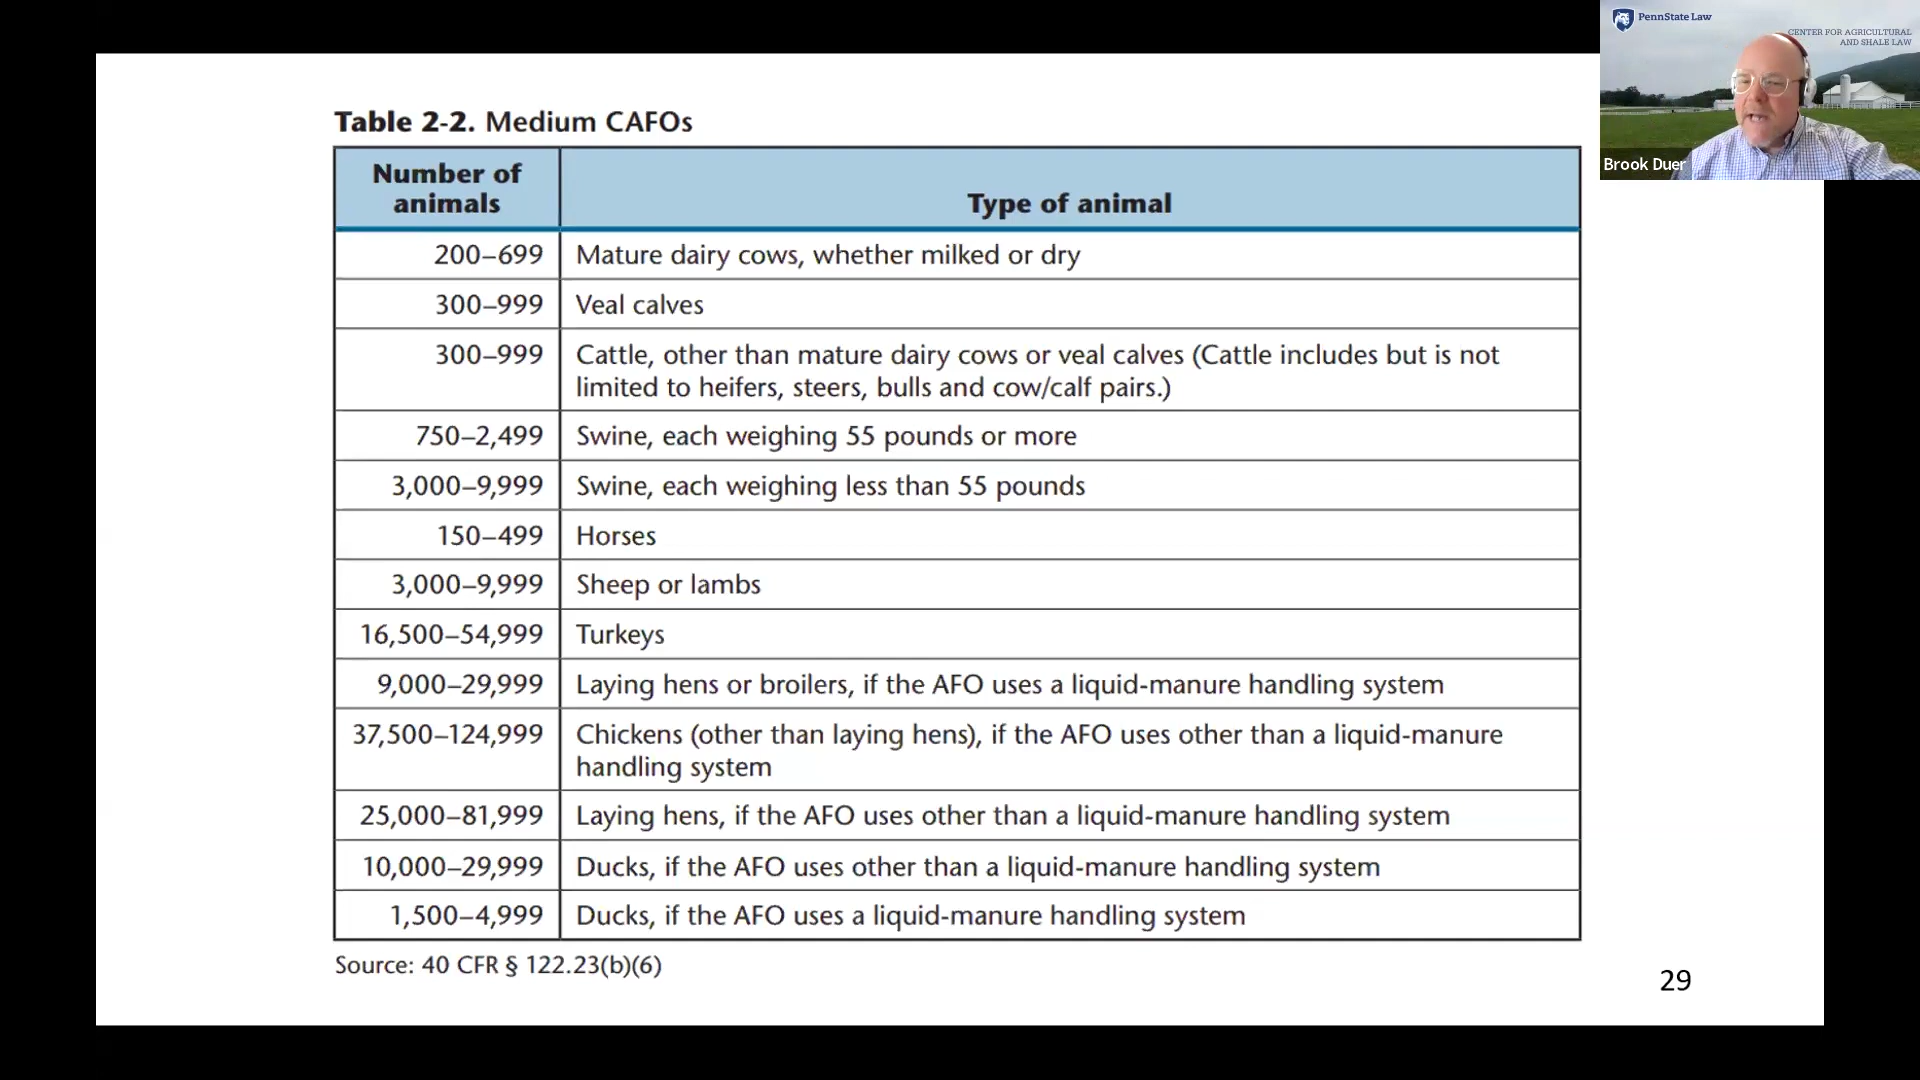 PennState Law
CENTER FOR AGRICULTURAL
AND SHALE LAW
Brook Duer
Table 2-2. Medium CAFOs
Number of
animals
Type of animal
200–699 Mature dairy cows, whether milked or dry
300–999 Veal calves
300–999 Cattle, other than mature dairy cows or veal calves (Cattle includes but is not
limited to heifers, steers, bulls and cow/calf pairs.)
750–2,499 Swine, each weighing 55 pounds or more
3,000–9,999 Swine, each weighing less than 55 pounds
150–499 Horses
3,000–9,999 Sheep or lambs
16,500–54,999 Turkeys
9,000–29,999 Laying hens or broilers, if the AFO uses a liquid-manure handling system
37,500–124,999 Chickens (other than laying hens), if the AFO uses other than a liquid-manure
handling system
25,000–81,999 Laying hens, if the AFO uses other than a liquid-manure handling system
10,000–29,999 Ducks, if the AFO uses other than a liquid-manure handling system
1,500–4,999 Ducks, if the AFO uses a liquid-manure handling system
Source: 40 CFR § 122.23(b)(6)
29